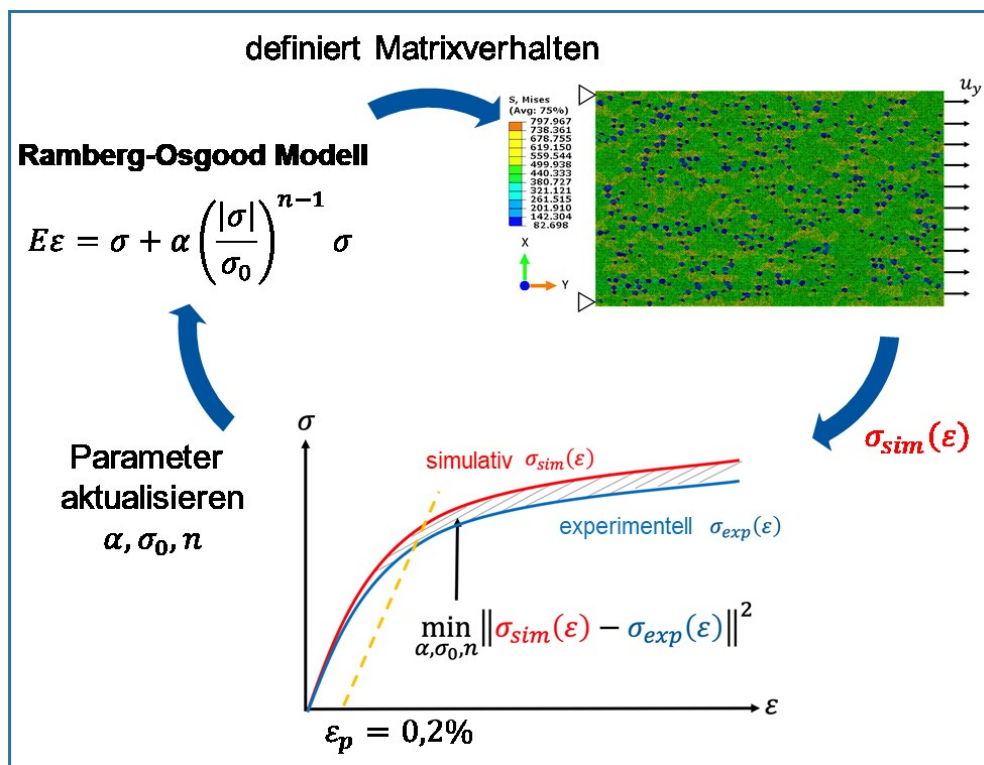 definiert Matrixverhalten
S, Mises
(Avg: 75%)
797.967
738.361
678.755
619.150
559.544
499.938
440.333
380.727
321.121
261.515
201.910
142.304
82.698
X
Y
u_y
Ramberg-Osgood Modell
Eε = σ + α(|σ|/σ₀)ⁿ⁻¹ σ
σ_sim(ε)
Parameter
aktualisieren
α, σ₀, n
σ
simulativ σ_sim(ε)
experimentell σ_exp(ε)
min ‖σ_sim(ε) − σ_exp(ε)‖²
α,σ₀,n
ε
ε_p = 0,2%